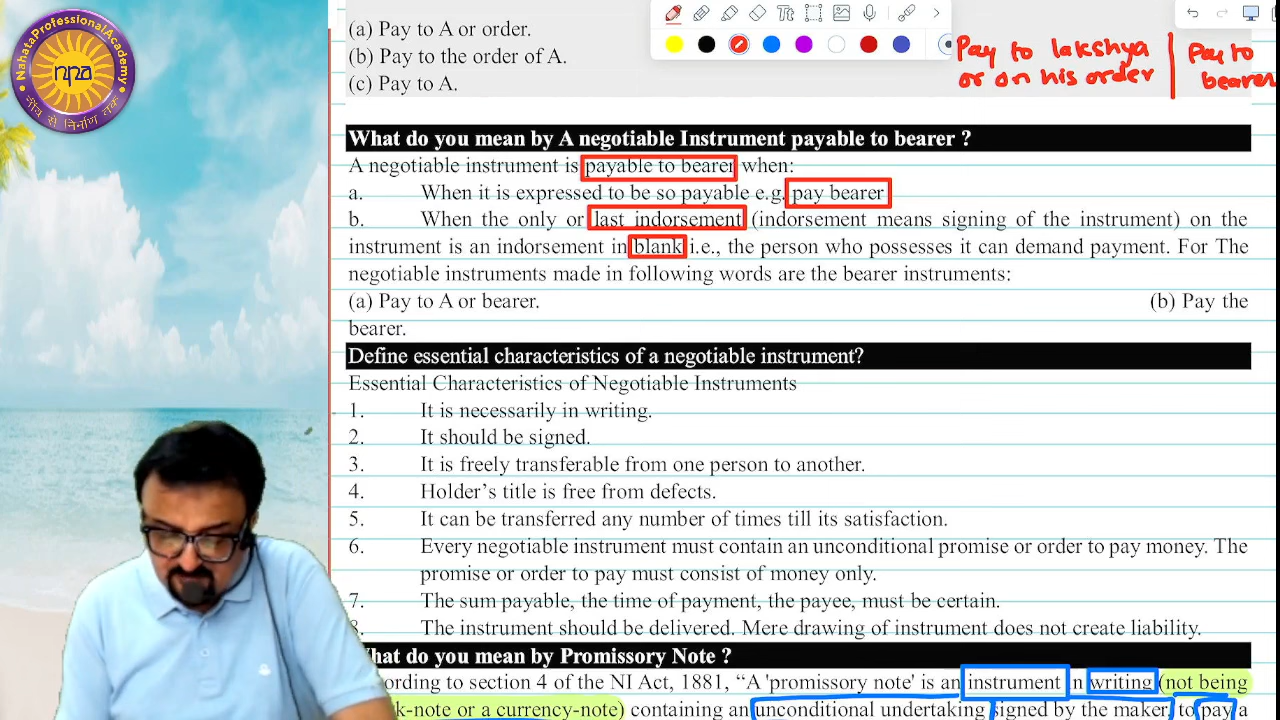 NahataProfessionalAcademy
npa
नींव से निर्माण तक
(a) Pay to A or order.
(b) Pay to the order of A.
(c) Pay to A.
Tt
Pay to lakshya
or on his order
Pay to
bearer
What do you mean by A negotiable Instrument payable to bearer ?
A negotiable instrument is payable to bearer when:
a. When it is expressed to be so payable e.g. pay bearer
b. When the only or last indorsement (indorsement means signing of the instrument) on the
instrument is an indorsement in blank i.e., the person who possesses it can demand payment. For The
negotiable instruments made in following words are the bearer instruments:
(a) Pay to A or bearer. (b) Pay the
bearer.
Define essential characteristics of a negotiable instrument?
Essential Characteristics of Negotiable Instruments
1. It is necessarily in writing.
2. It should be signed.
3. It is freely transferable from one person to another.
4. Holder’s title is free from defects.
5. It can be transferred any number of times till its satisfaction.
6. Every negotiable instrument must contain an unconditional promise or order to pay money. The
promise or order to pay must consist of money only.
7. The sum payable, the time of payment, the payee, must be certain.
8. The instrument should be delivered. Mere drawing of instrument does not create liability.
hat do you mean by Promissory Note ?
ording to section 4 of the NI Act, 1881, “A 'promissory note' is an instrument in writing (not being
k-note or a currency-note) containing an unconditional undertaking signed by the maker, to pay a